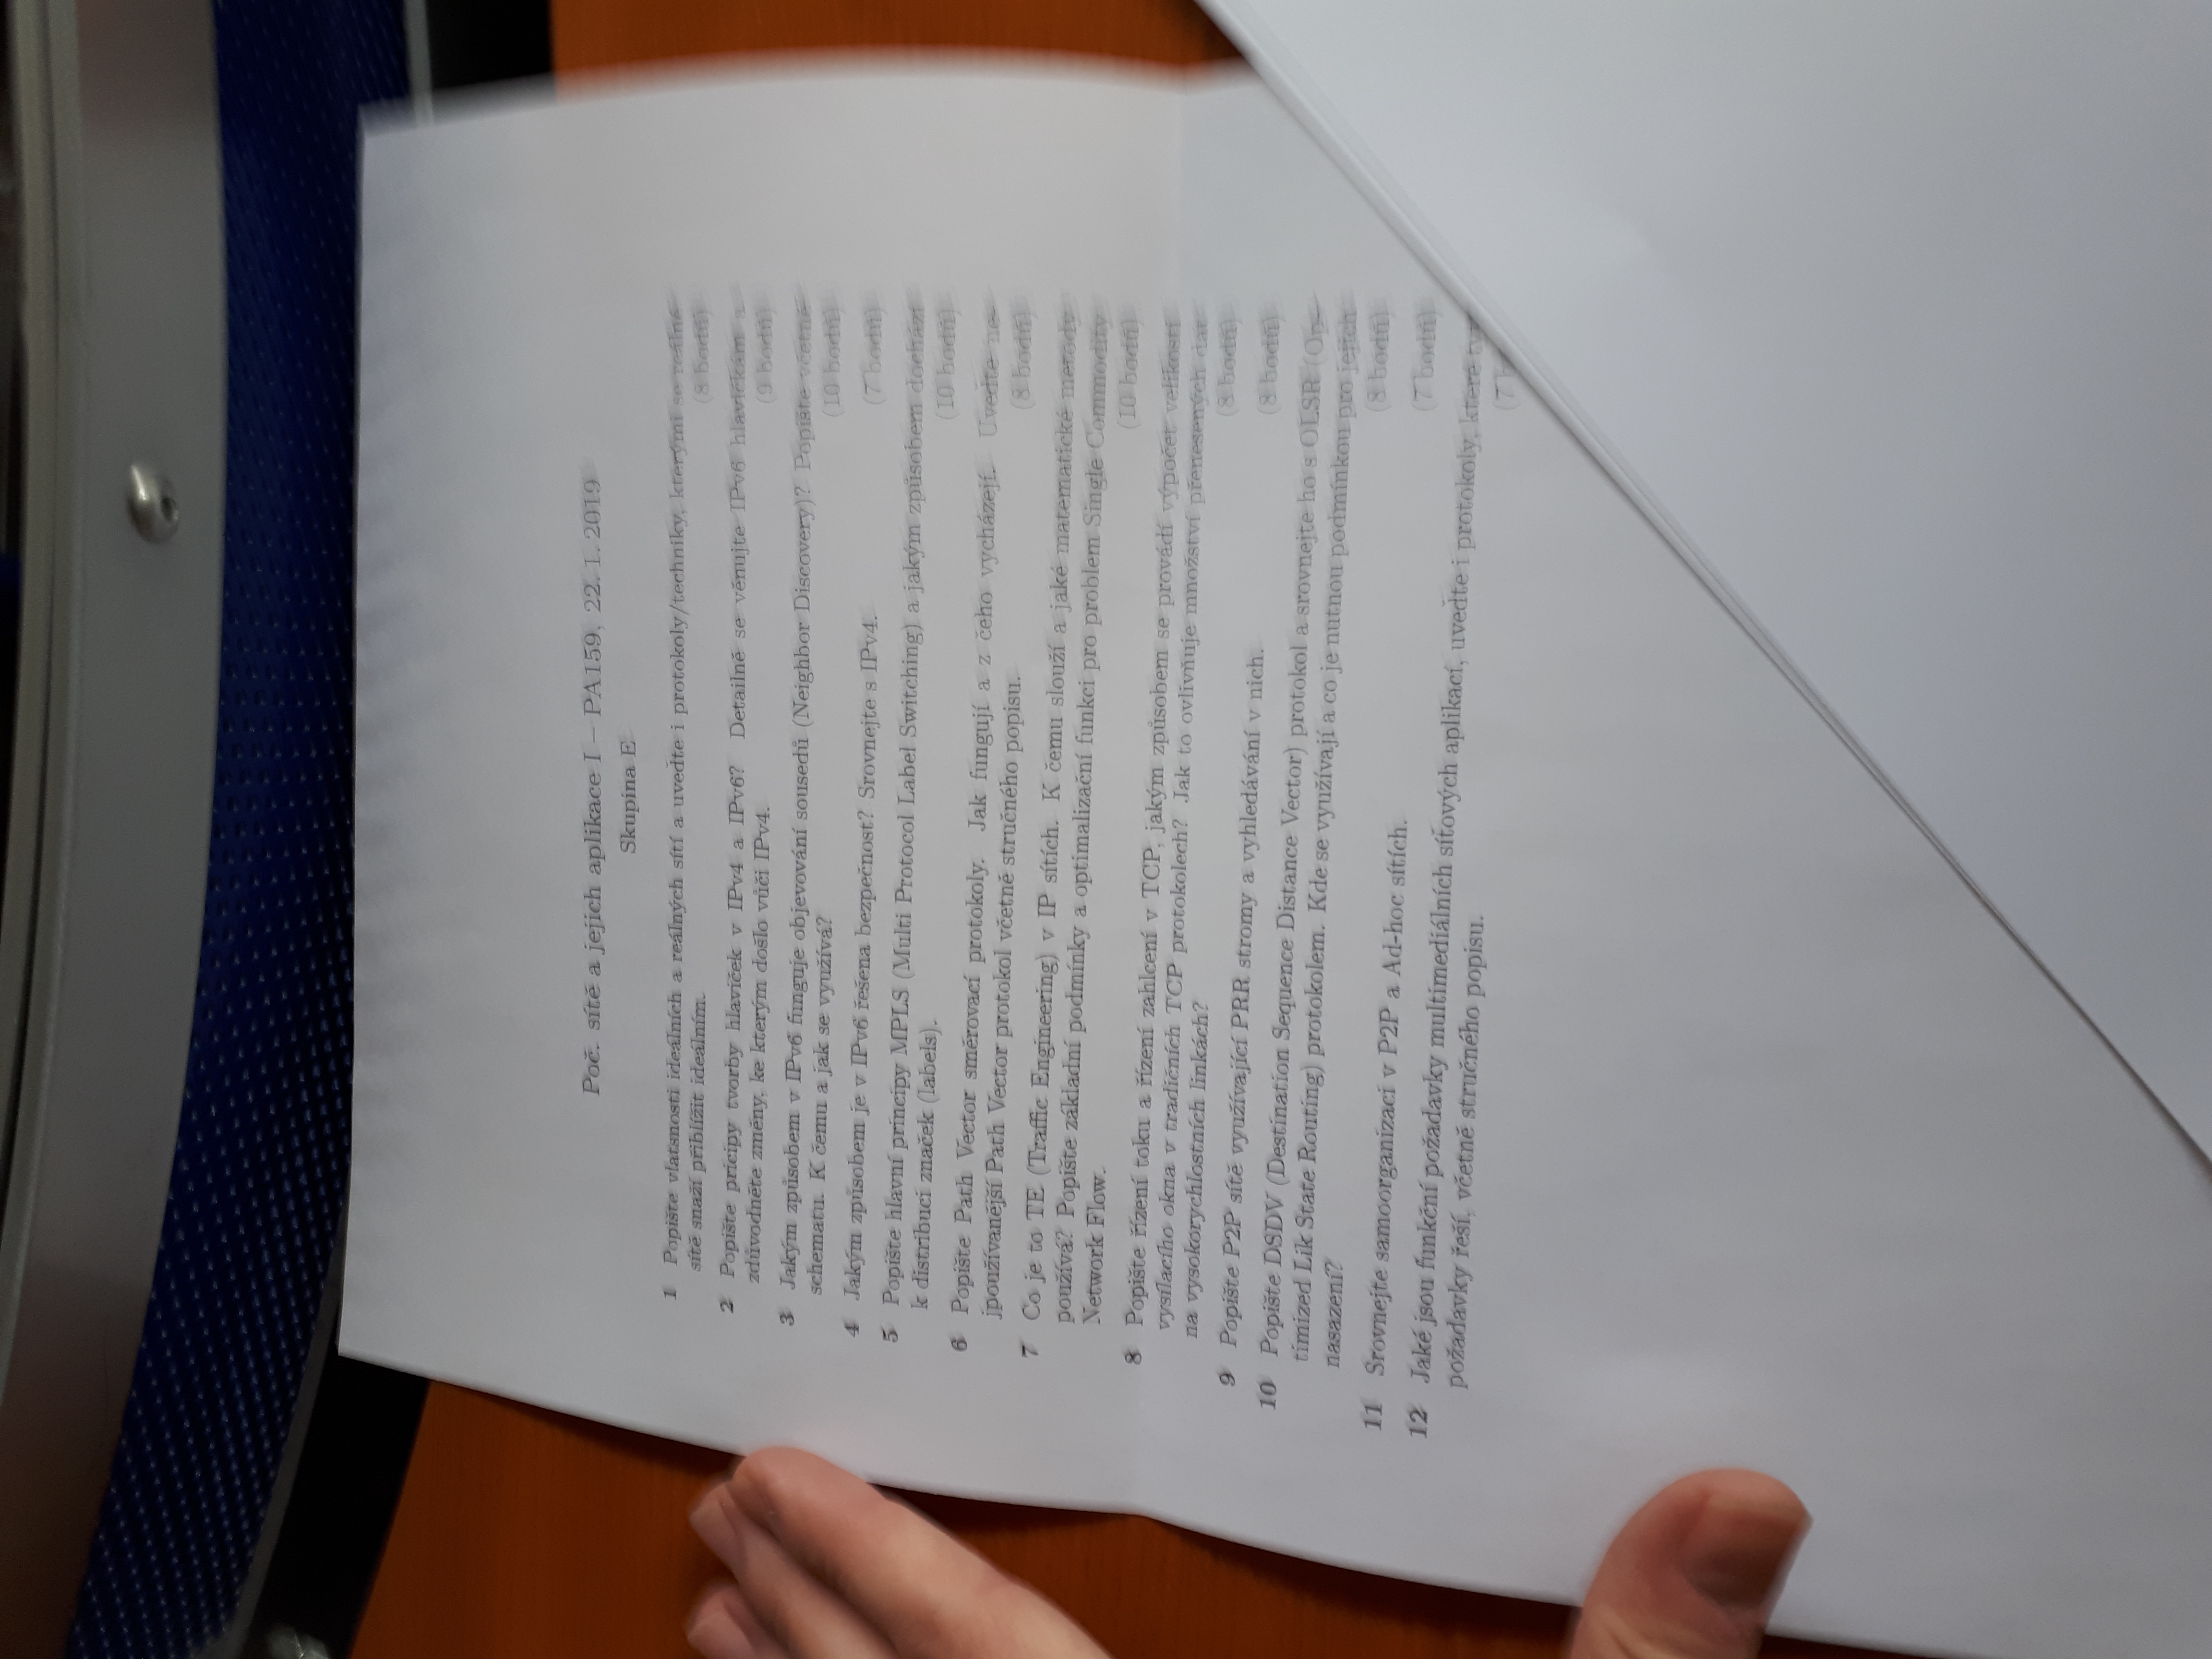 Poč. sítě a jejich aplikace I – PA159, 22. 1. 2019
Skupina E
1 Popište vlatsnosti ideálních a reálných sítí a uveďte i protokoly/techniky, kterými se reálné
sítě snaží přiblížit ideálním. (8 bodů)
2 Popište pricipy tvorby hlaviček v IPv4 a IPv6? Detailně se věnujte IPv6 hlavičkám a
zdůvodněte změny, ke kterým došlo vůči IPv4. (9 bodů)
3 Jakým způsobem v IPv6 funguje objevování sousedů (Neighbor Discovery)? Popište včetně
schematu. K čemu a jak se využívá? (10 bodů)
4 Jakým způsobem je v IPv6 řešena bezpečnost? Srovnejte s IPv4. (7 bodů)
5 Popište hlavní principy MPLS (Multi Protocol Label Switching) a jakým způsobem dochází
k distribuci značek (labels). (10 bodů)
6 Popište Path Vector směrovací protokoly. Jak fungují a z čeho vycházejí. Uveďte ne-
jpoužívanější Path Vector protokol včetně stručného popisu. (8 bodů)
7 Co je to TE (Traffic Engineering) v IP sítích. K čemu slouží a jaké matematické metody
používá? Popište základní podmínky a optimalizační funkci pro problem Single Commodity
Network Flow. (10 bodů)
8 Popište řízení toku a řízení zahlcení v TCP, jakým způsobem se provádí výpočet velikosti
vysílacího okna v tradičních TCP protokolech? Jak to ovlivňuje množství přenesených dat
na vysokorychlostních linkách? (8 bodů)
9 Popište P2P sítě využívající PRR stromy a vyhledávání v nich. (8 bodů)
10 Popište DSDV (Destination Sequence Distance Vector) protokol a srovnejte ho s OLSR (Op-
timized Lik State Routing) protokolem. Kde se využívají a co je nutnou podmínkou pro jejich
nasazení? (8 bodů)
11 Srovnejte samoorganizaci v P2P a Ad-hoc sítích. (7 bodů)
12 Jaké jsou funkční požadavky multimediálních síťových aplikací, uveďte i protokoly, které
požadavky řeší, včetně stručného popisu. (7